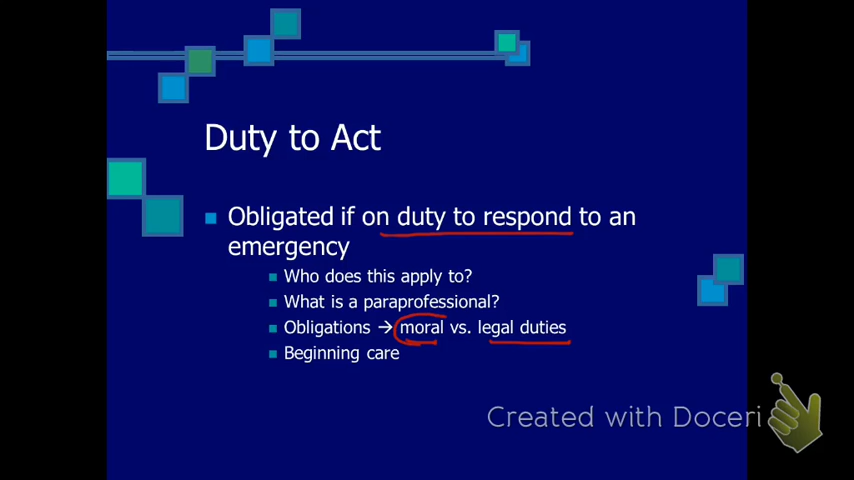 Duty to Act
Obligated if on duty to respond to an
emergency
Who does this apply to?
What is a paraprofessional?
Obligations → moral vs. legal duties
Beginning care
Created with Doceri